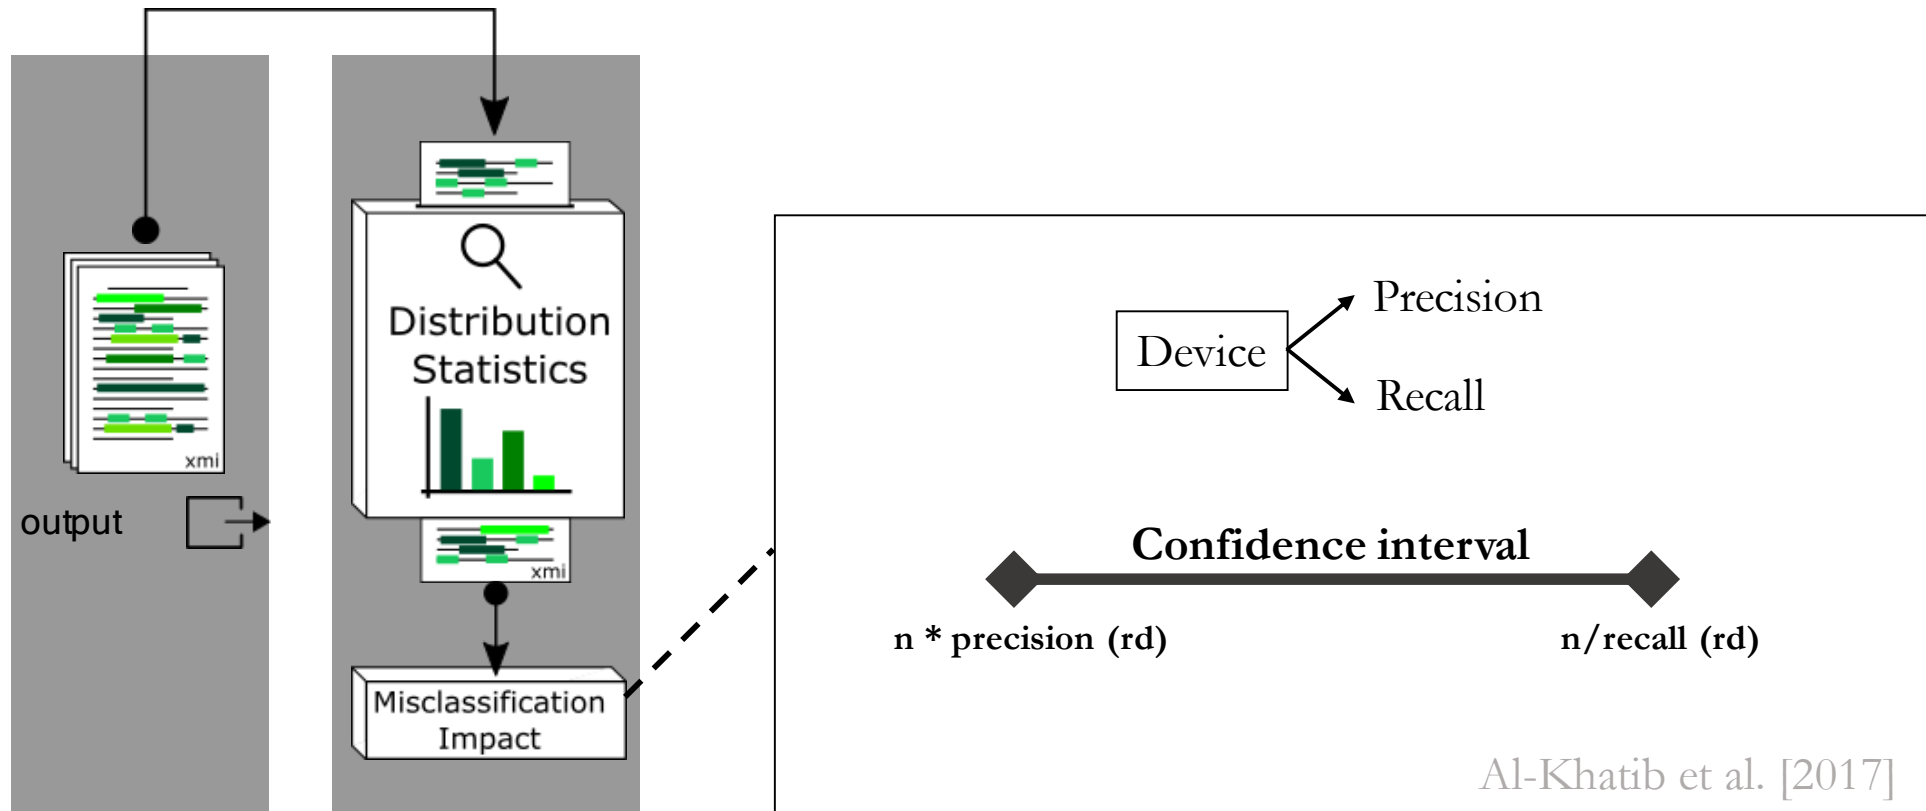 xmi
output
Distribution
Statistics
xmi
Misclassification
Impact
Device
Precision
Recall
Confidence interval
n * precision (rd)
n/recall (rd)
Al-Khatib et al. [2017]